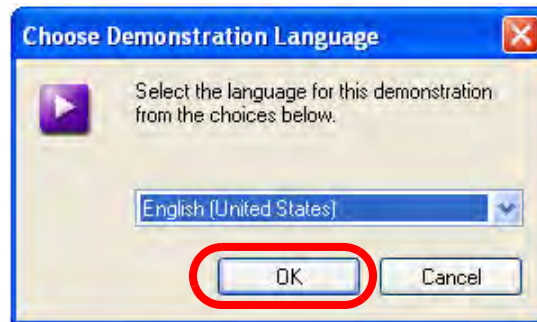 Choose Demonstration Language
Select the language for this demonstration
from the choices below.
English (United States)
OK
Cancel